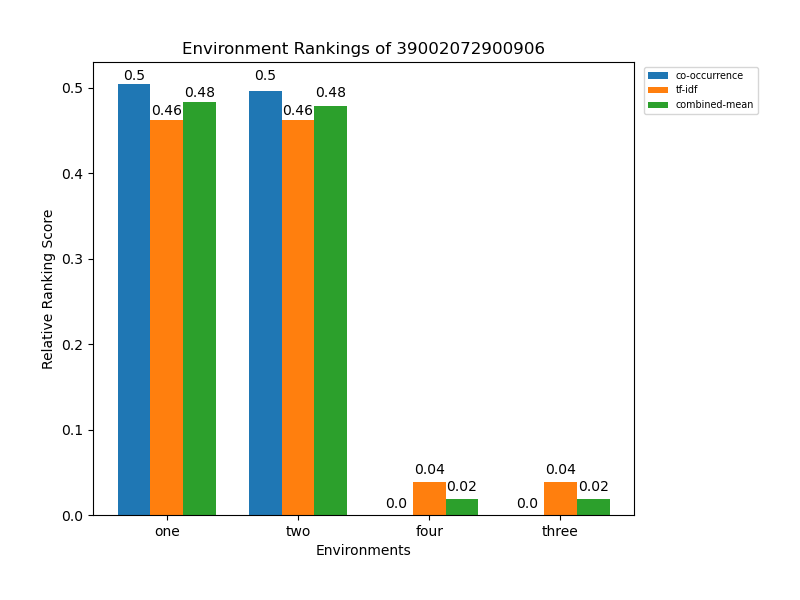 Environment Rankings of 39002072900906
co-occurrence
tf-idf
combined-mean
Relative Ranking Score
0.5
0.4
0.3
0.2
0.1
0.0
0.5
0.46
0.48
0.5
0.46
0.48
0.0
0.04
0.02
0.0
0.04
0.02
one two four three
Environments